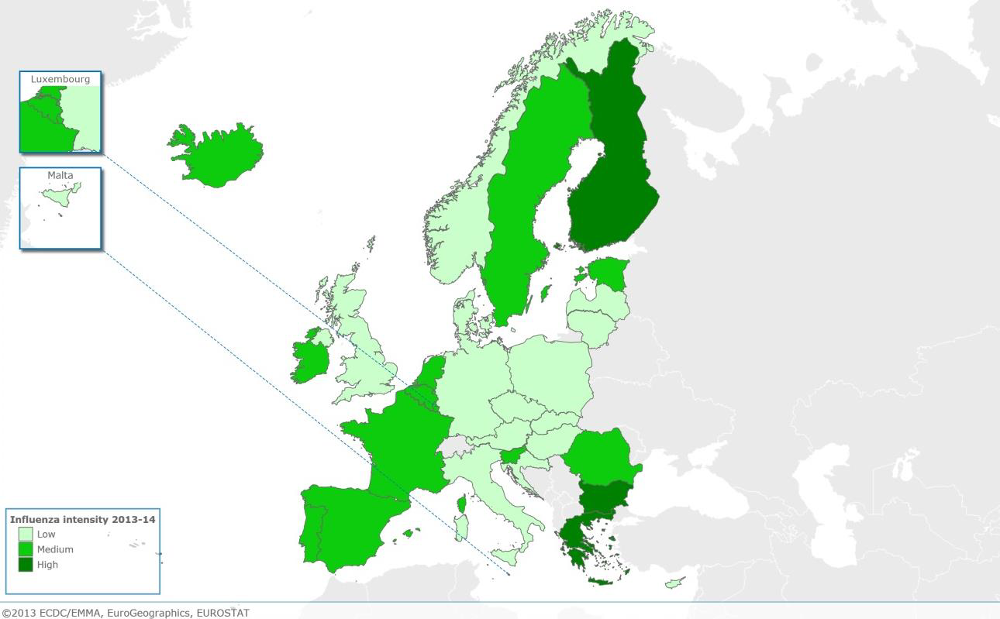 Luxembourg
Malta
Influenza intensity 2013-14
Low
Medium
High
©2013 ECDC/EMMA, EuroGeographics, EUROSTAT